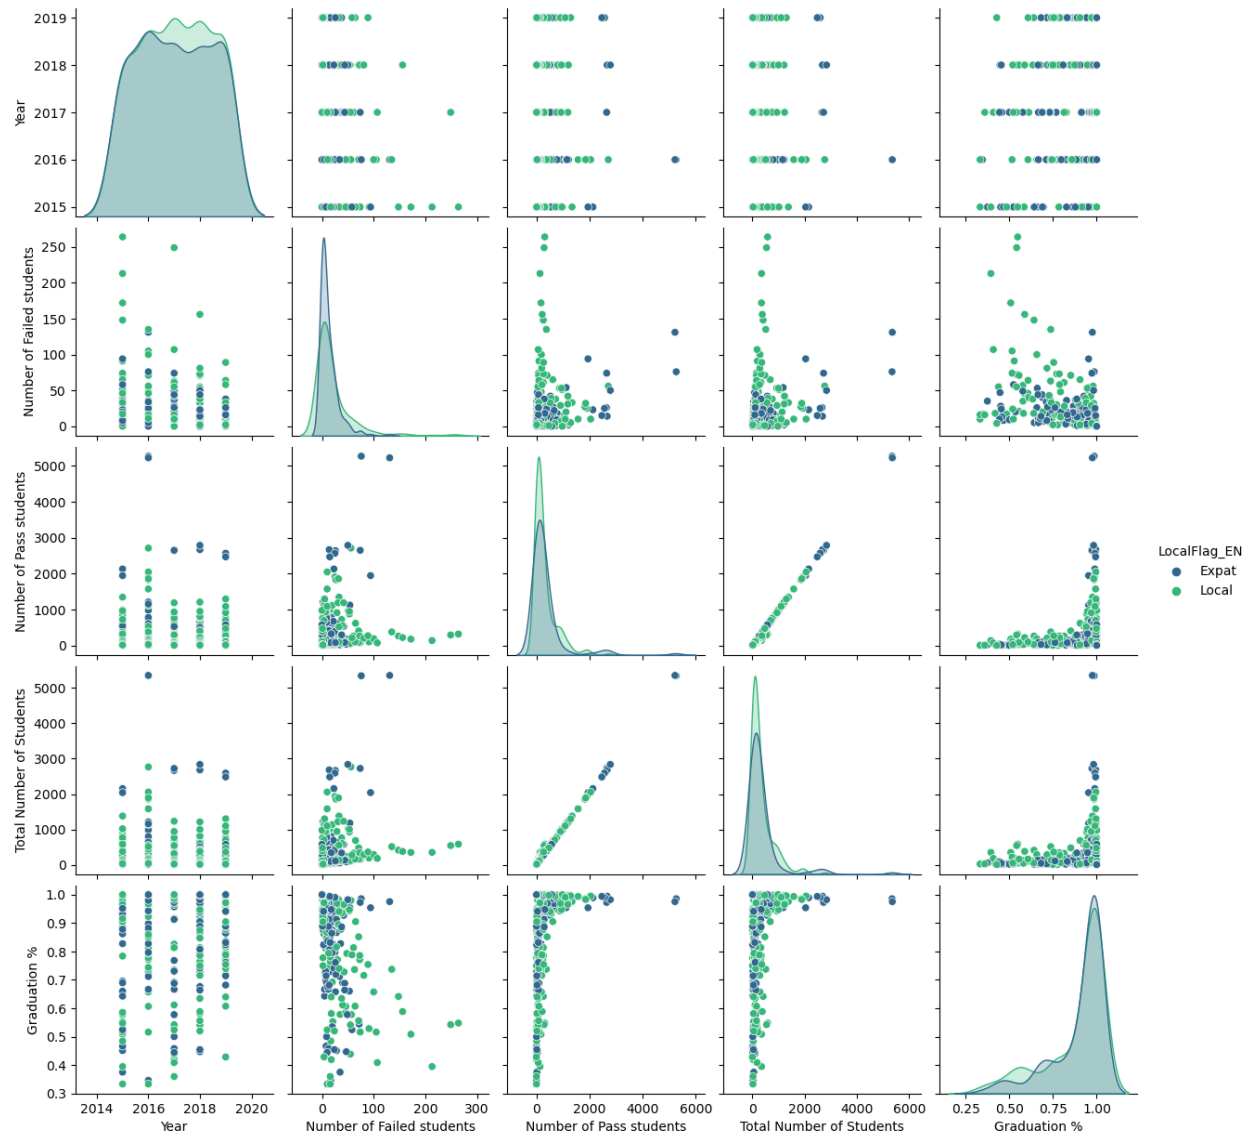 2019
2018
2017
2016
2015
Year
250
200
150
100
50
0
Number of Failed students
5000
4000
3000
2000
1000
0
Number of Pass students
LocalFlag_EN
Expat
Local
5000
4000
3000
2000
1000
0
Total Number of Students
1.0
0.9
0.8
0.7
0.6
0.5
0.4
0.3
Graduation %
2014 2016 2018 2020
0 100 200 300
0 2000 4000 6000
0 2000 4000 6000
0.25 0.50 0.75 1.00
Year
Number of Failed students
Number of Pass students
Total Number of Students
Graduation %